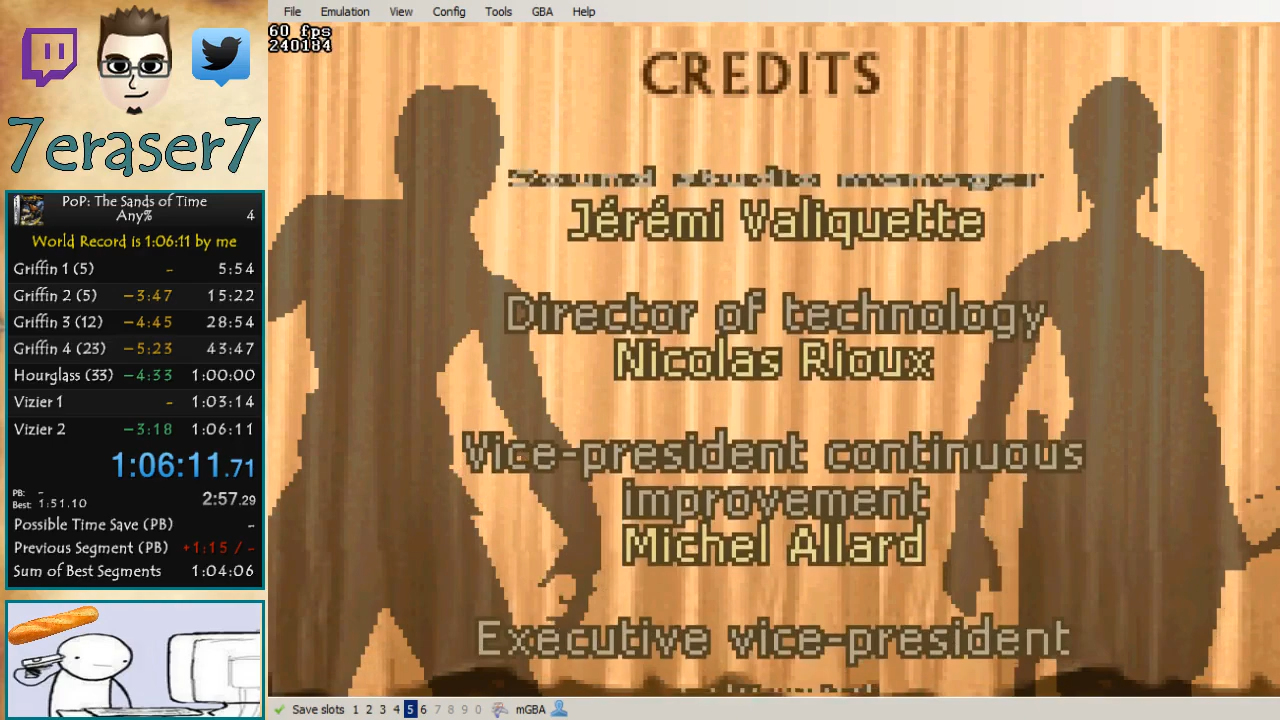 File Emulation View Config Tools GBA Help
60 fps
240184
7eraser7
PoP: The Sands of Time
Any% 4
World Record is 1:06:11 by me
Griffin 1 (5) - 5:54
Griffin 2 (5) −3:47 15:22
Griffin 3 (12) −4:45 28:54
Griffin 4 (23) −5:23 43:47
Hourglass (33) −4:33 1:00:00
Vizier 1 - 1:03:14
Vizier 2 −3:18 1:06:11
1:06:11.71
PB: -
Best: 1:51.10 2:57.29
Possible Time Save (PB) -
Previous Segment (PB) +1:15 / -
Sum of Best Segments 1:04:06
CREDITS
Sound studio manager
Jérémi Valiquette
Director of technology
Nicolas Rioux
Vice-president continuous
improvement
Michel Allard
Executive vice-president
Save slots 1 2 3 4 5 6 7 8 9 0 mGBA